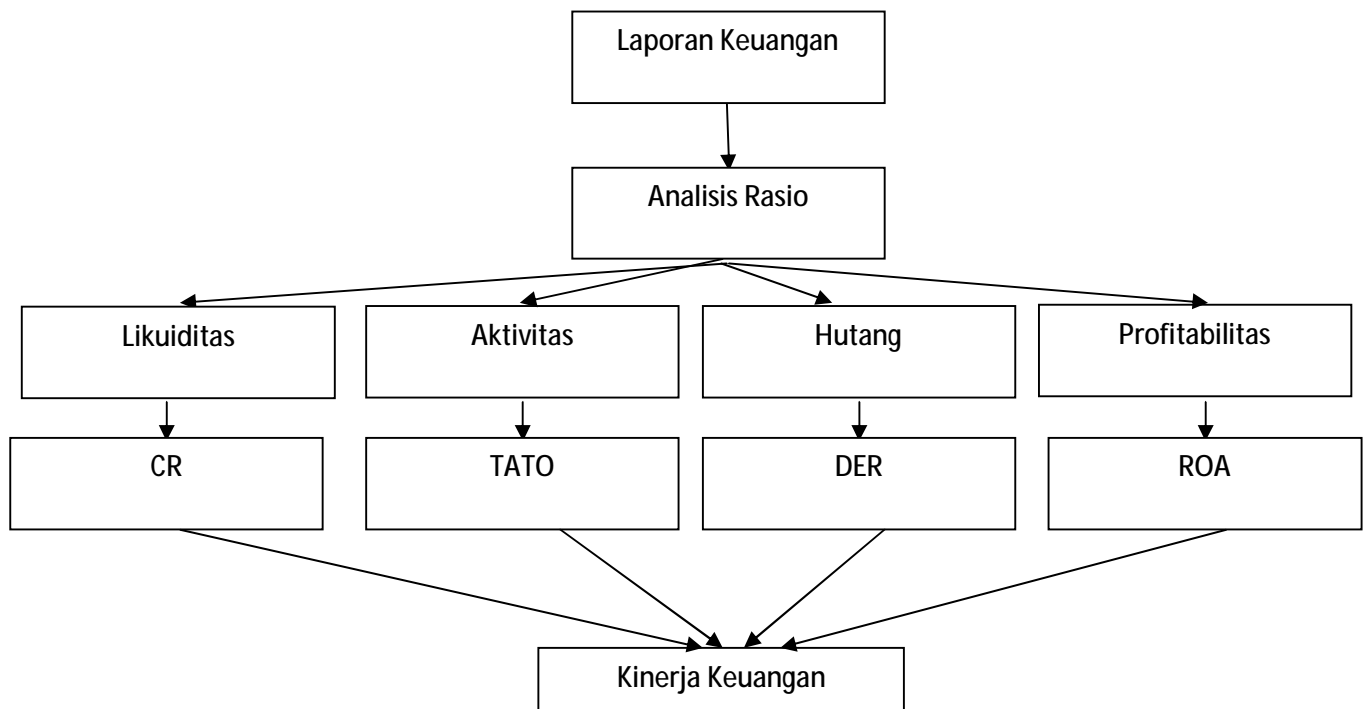 Laporan Keuangan
Analisis Rasio
Likuiditas
Aktivitas
Hutang
Profitabilitas
CR
TATO
DER
ROA
Kinerja Keuangan